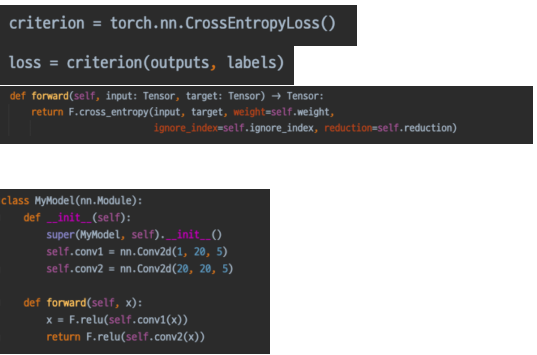 criterion = torch.nn.CrossEntropyLoss()
loss = criterion(outputs, labels)
def forward(self, input: Tensor, target: Tensor) → Tensor:
return F.cross_entropy(input, target, weight=self.weight,
ignore_index=self.ignore_index, reduction=self.reduction)
class MyModel(nn.Module):
def __init__(self):
super(MyModel, self).__init__()
self.conv1 = nn.Conv2d(1, 20, 5)
self.conv2 = nn.Conv2d(20, 20, 5)
def forward(self, x):
x = F.relu(self.conv1(x))
return F.relu(self.conv2(x))